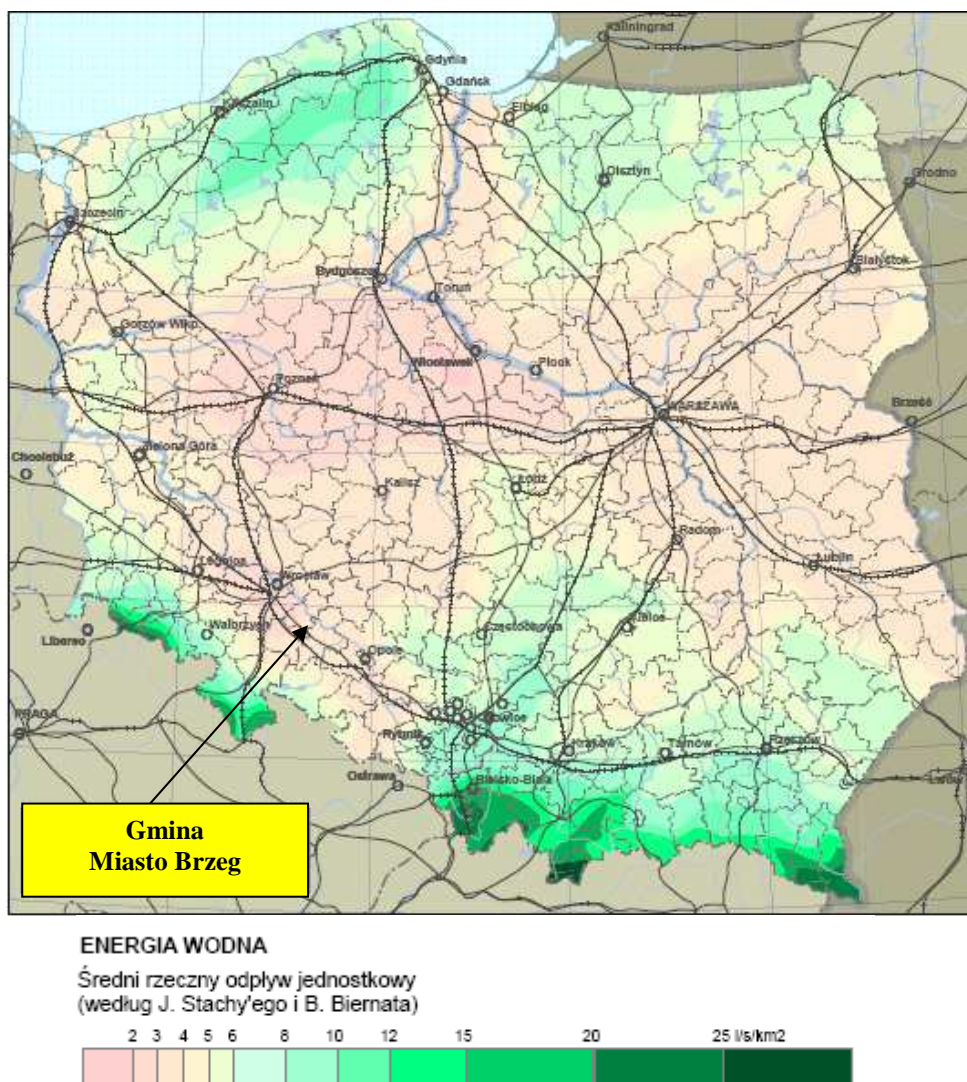 Kaliningrad
Gdynia
Gdańsk
Koszalin
Elbląg
Olsztyn
Grodno
Szczecin
Białystok
Bydgoszcz
Toruń
Gorzów Wlkp.
Włocławek
Płock
Poznań
WARSZAWA
Brześć
Zielona Góra
Chociebuż
Kalisz
Łódź
Radom
Legnica
Wrocław
Lublin
Wałbrzych
Kielce
Liberec
Częstochowa
Opole
PRAGA
Rybnik
Kraków
Tarnów
Rzeszów
Ostrawa
Bielsko-Biała
Lwów
Gmina
Miasto Brzeg
ENERGIA WODNA
Średni rzeczny odpływ jednostkowy
(według J. Stachy'ego i B. Biernata)
2 3 4 5 6 8 10 12 15 20 25 l/s/km2